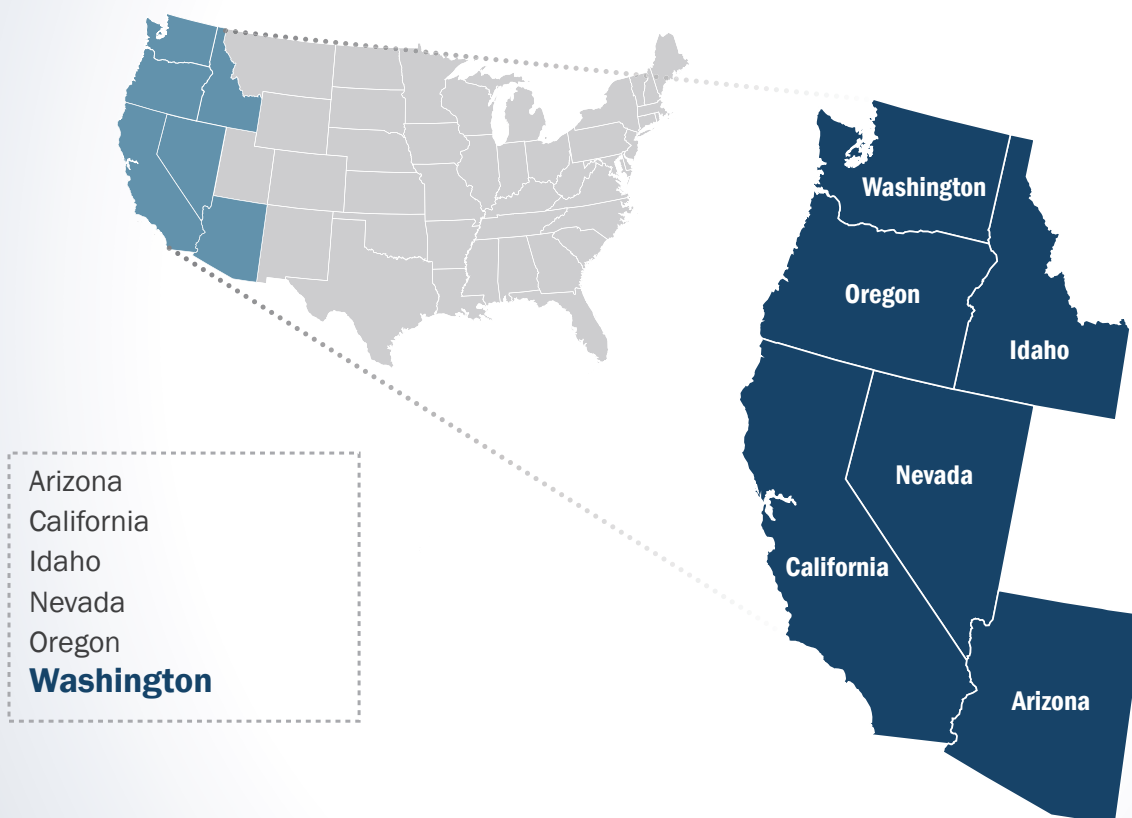 Washington
Oregon
Idaho
Nevada
California
Arizona
Arizona
California
Idaho
Nevada
Oregon
Washington